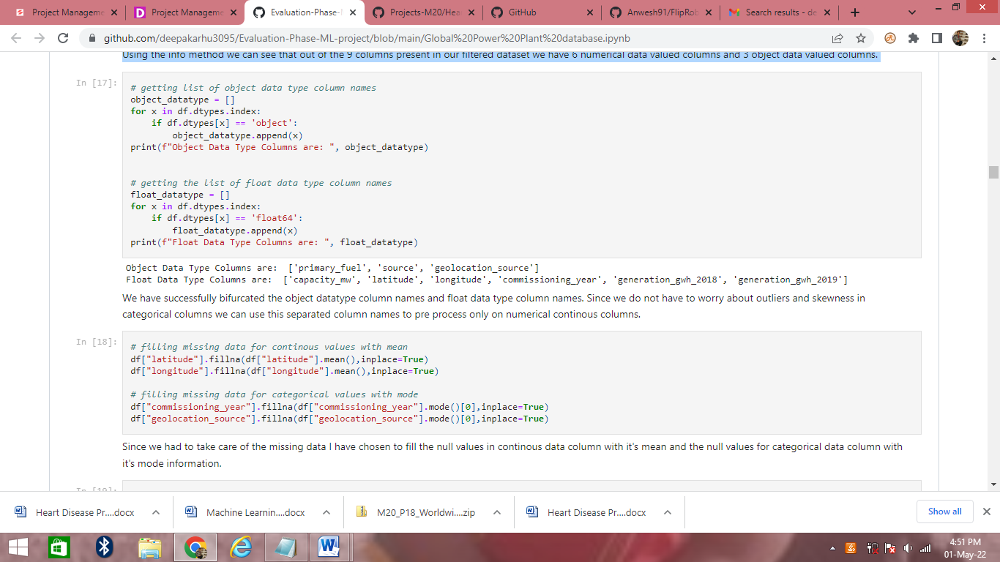 Project Manageme
Project Manageme
Evaluation-Phase-
Projects-M20/Hea
GitHub
Anwesh91/FlipRob
Search results - de
github.com/deepakarhu3095/Evaluation-Phase-ML-project/blob/main/Global%20Power%20Plant%20database.ipynb
Using the info method we can see that out of the 9 columns present in our filtered dataset we have 6 numerical data valued columns and 3 object data valued columns.
In [17]:
# getting list of object data type column names
object_datatype = []
for x in df.dtypes.index:
    if df.dtypes[x] == 'object':
        object_datatype.append(x)
print(f"Object Data Type Columns are: ", object_datatype)
# getting the list of float data type column names
float_datatype = []
for x in df.dtypes.index:
    if df.dtypes[x] == 'float64':
        float_datatype.append(x)
print(f"Float Data Type Columns are: ", float_datatype)
Object Data Type Columns are:  ['primary_fuel', 'source', 'geolocation_source']
Float Data Type Columns are:  ['capacity_mw', 'latitude', 'longitude', 'commissioning_year', 'generation_gwh_2018', 'generation_gwh_2019']
We have successfully bifurcated the object datatype column names and float data type column names. Since we do not have to worry about outliers and skewness in
categorical columns we can use this separated column names to pre process only on numerical continous columns.
In [18]:
# filling missing data for continous values with mean
df["latitude"].fillna(df["latitude"].mean(),inplace=True)
df["longitude"].fillna(df["longitude"].mean(),inplace=True)
# filling missing data for categorical values with mode
df["commissioning_year"].fillna(df["commissioning_year"].mode()[0],inplace=True)
df["geolocation_source"].fillna(df["geolocation_source"].mode()[0],inplace=True)
Since we had to take care of the missing data I have chosen to fill the null values in continous data column with it's mean and the null values for categorical data column with
it's mode information.
In [19]:
Heart Disease Pr....docx
Machine Learnin....docx
M20_P18_Worldwi....zip
Heart Disease Pr....docx
Show all
4:51 PM
01-May-22